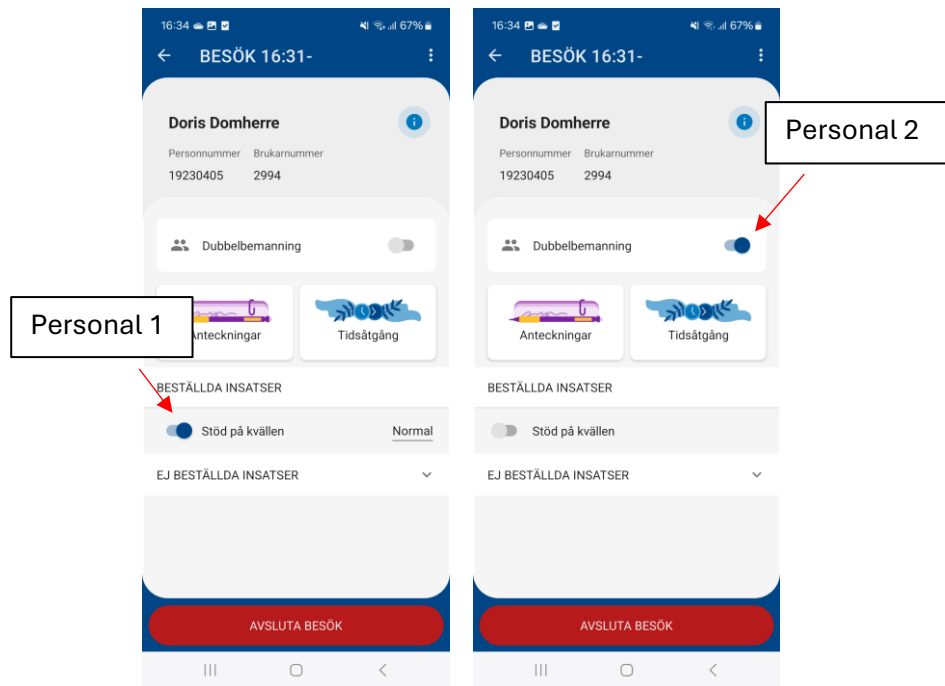 16:34 67%
BESÖK 16:31-
Doris Domherre
Personnummer Brukarnummer
19230405 2994
Dubbelbemanning
Anteckningar Tidsåtgång
BESTÄLLDA INSATSER
Stöd på kvällen Normal
EJ BESTÄLLDA INSATSER
AVSLUTA BESÖK
Personal 1
16:34 67%
BESÖK 16:31-
Doris Domherre
Personnummer Brukarnummer
19230405 2994
Dubbelbemanning
Anteckningar Tidsåtgång
BESTÄLLDA INSATSER
Stöd på kvällen
EJ BESTÄLLDA INSATSER
AVSLUTA BESÖK
Personal 2